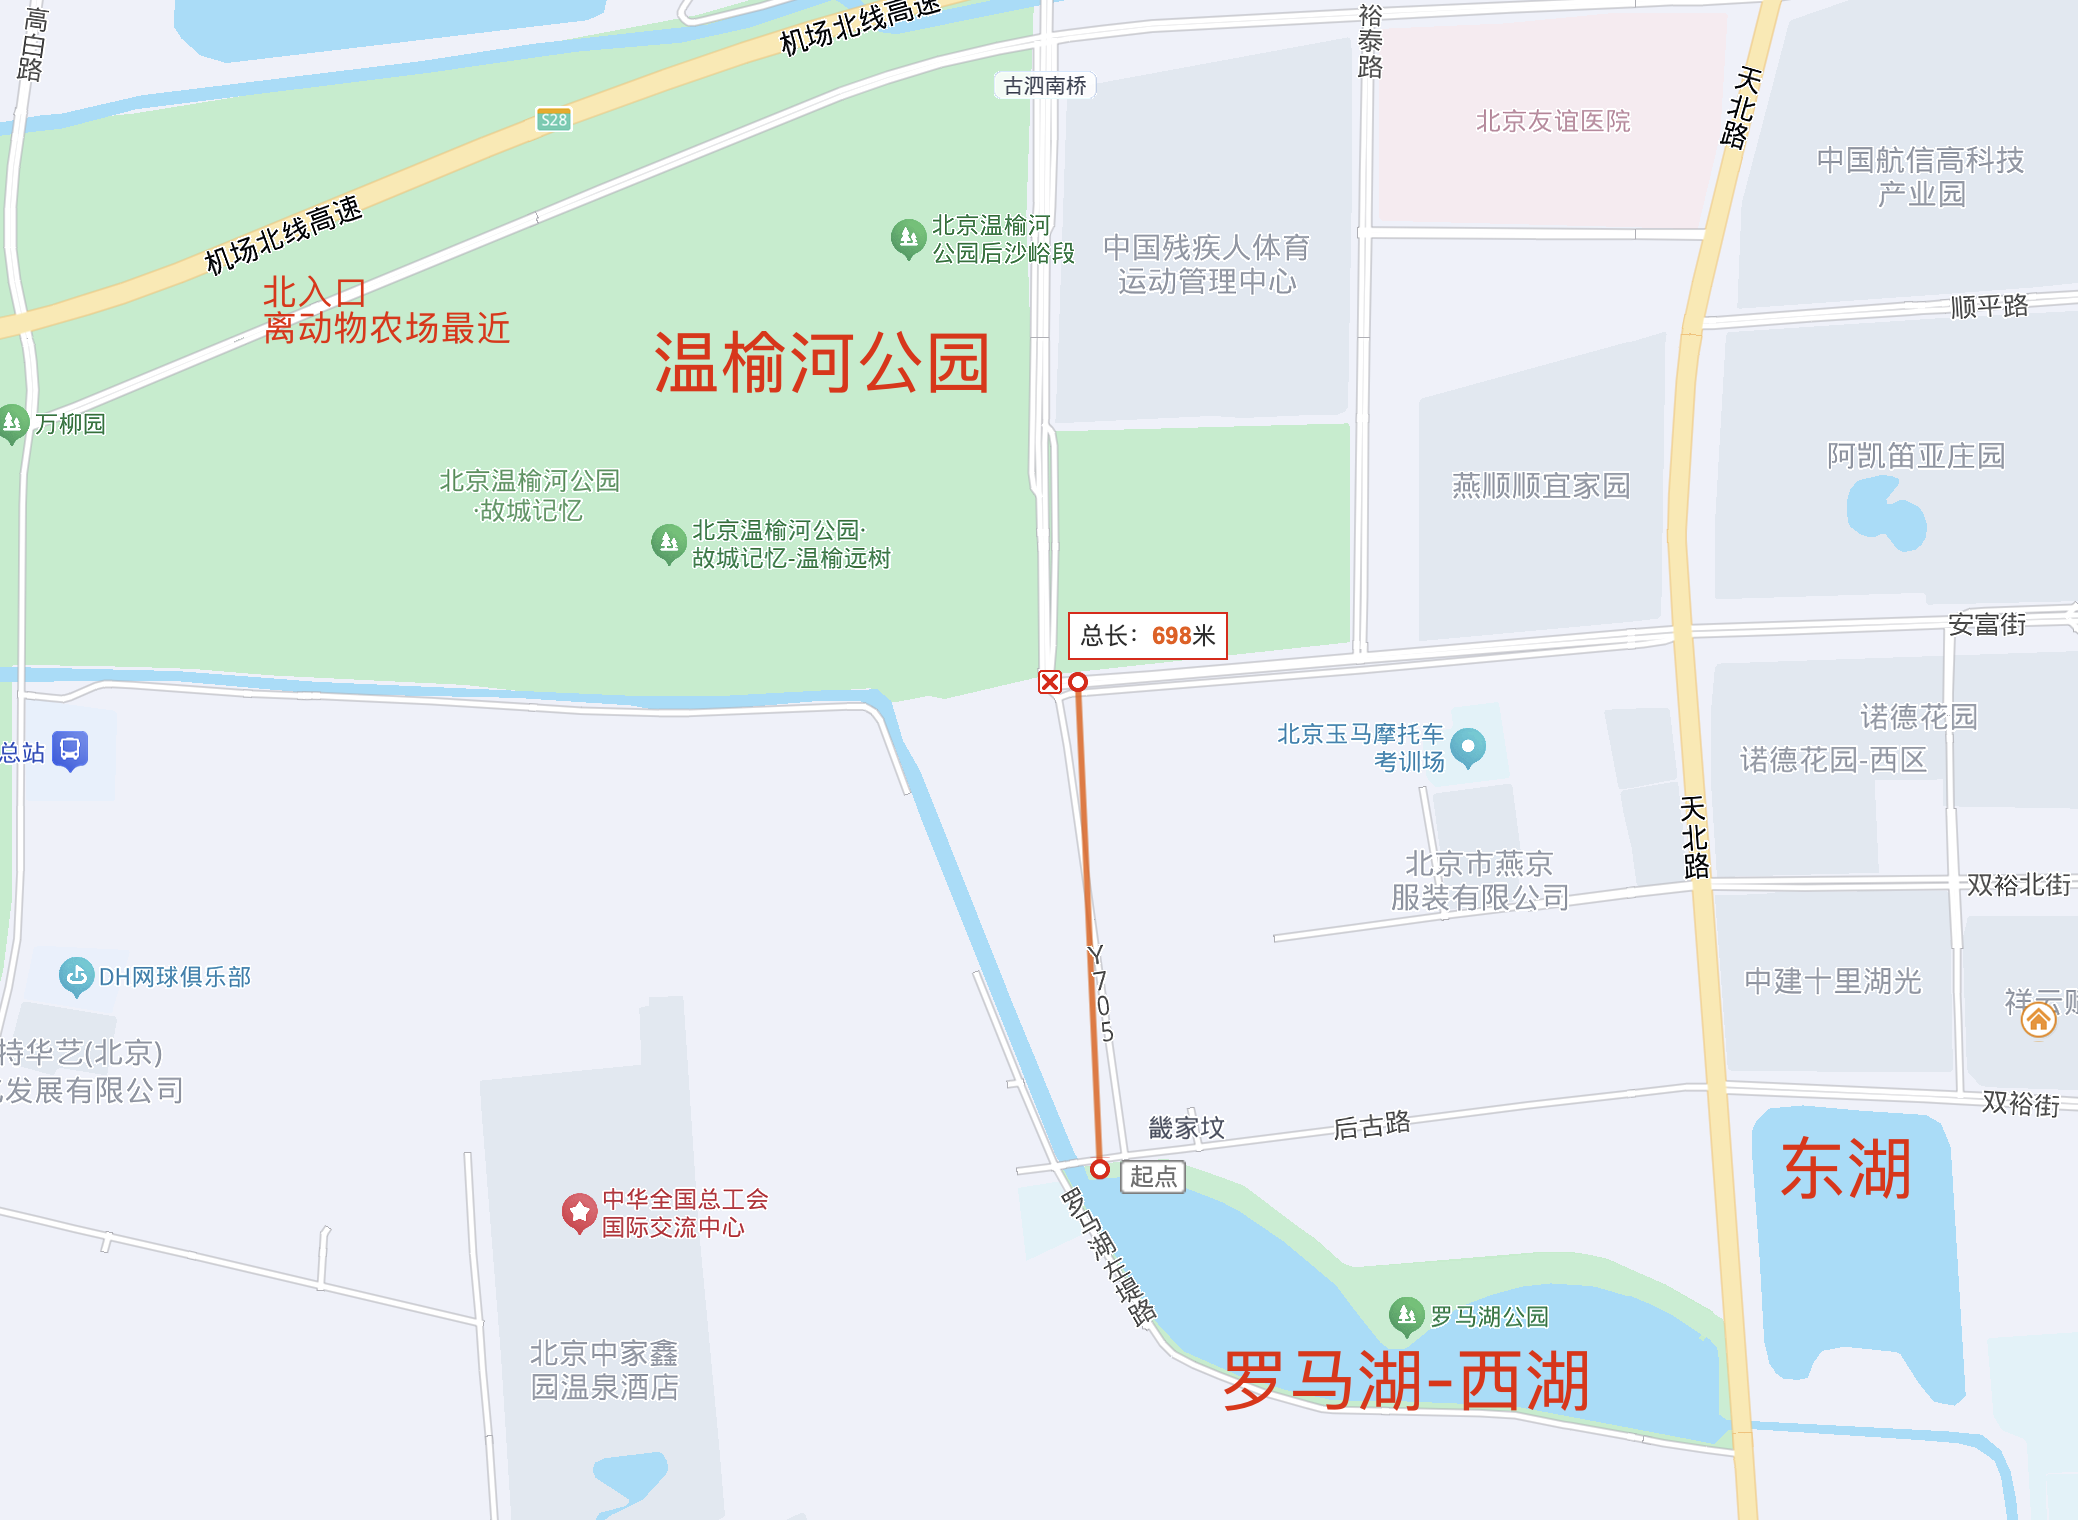 高白路
机场北线高速
裕泰路
古泗南桥
S28
天北路
北京友谊医院
中国航信高科技
产业园
机场北线高速
北京温榆河
公园后沙峪段
中国残疾人体育
运动管理中心
北入口
离动物农场最近
顺平路
温榆河公园
万柳园
北京温榆河公园
·故城记忆
北京温榆河公园·
故城记忆-温榆远树
燕顺顺宜家园
阿凯笛亚庄园
总长：698米
安富街
诺德花园
诺德花园-西区
总站
北京玉马摩托车
考训场
天北路
北京市燕京
服装有限公司
双裕北街
DH网球俱乐部
Y705
中建十里湖光
祥云赋
特华艺(北京)
发展有限公司
畿家坟
后古路
双裕街
东湖
起点
中华全国总工会
国际交流中心
罗马湖左堤路
罗马湖公园
北京中家鑫
园温泉酒店
罗马湖-西湖